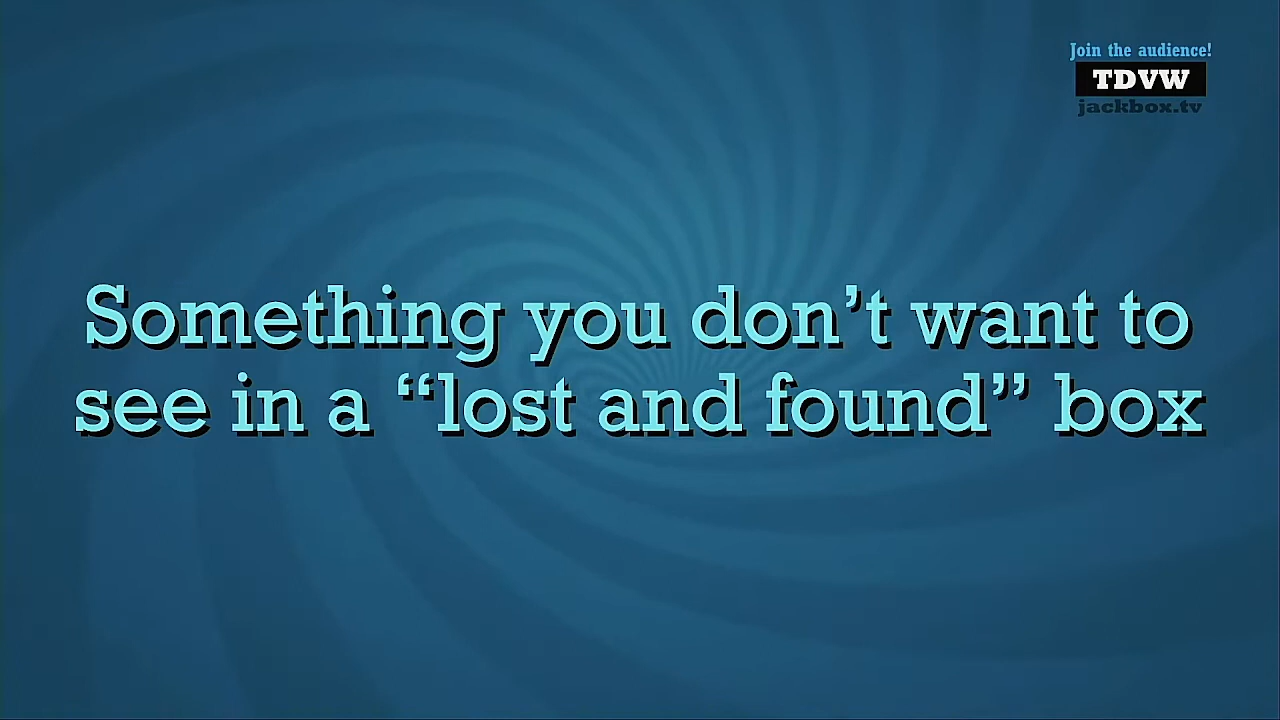 Join the audience!
TDVW
jackbox.tv
Something you don’t want to
see in a “lost and found” box